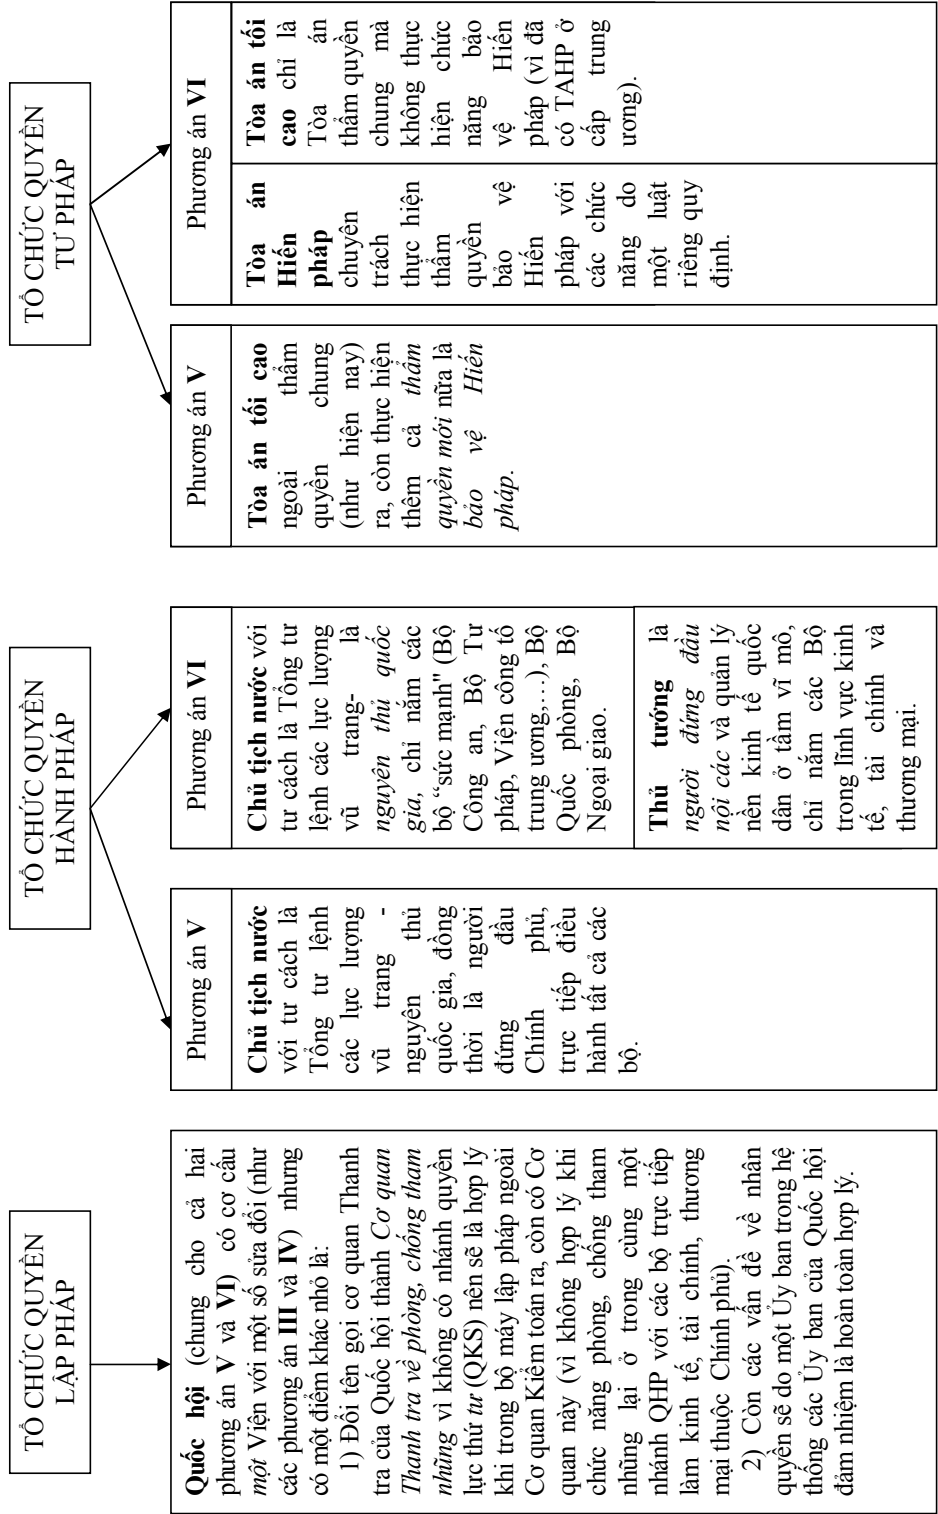 TỔ CHỨC QUYỀN
LẬP PHÁP
Quốc hội (chung cho cả hai
phương án V và VI) có cơ cấu
một Viện với một số sửa đổi (như
các phương án III và IV) nhưng
có một điểm khác nhỏ là:
1) Đổi tên gọi cơ quan Thanh
tra của Quốc hội thành Cơ quan
Thanh tra về phòng, chống tham
nhũng vì không có nhánh quyền
lực thứ tư (QKS) nên sẽ là hợp lý
khi trong bộ máy lập pháp ngoài
Cơ quan Kiểm toán ra, còn có Cơ
quan này (vì không hợp lý khi
chức năng phòng, chống tham
nhũng lại ở trong cùng một
nhánh QHP với các bộ trực tiếp
làm kinh tế, tài chính, thương
mại thuộc Chính phủ).
2) Còn các vấn đề về nhân
quyền sẽ do một Ủy ban trong hệ
thống các Ủy ban của Quốc hội
đảm nhiệm là hoàn toàn hợp lý.
TỔ CHỨC QUYỀN
HÀNH PHÁP
Phương án V
Chủ tịch nước
với tư cách là
Tổng tư lệnh
các lực lượng
vũ trang -
nguyên thủ
quốc gia, đồng
thời là người
đứng đầu
Chính phủ,
trực tiếp điều
hành tất cả các
bộ.
Phương án VI
Chủ tịch nước với
tư cách là Tổng tư
lệnh các lực lượng
vũ trang- là
nguyên thủ quốc
gia, chỉ nắm các
bộ “sức mạnh" (Bộ
Công an, Bộ Tư
pháp, Viện công tố
trung ương,…), Bộ
Quốc phòng, Bộ
Ngoại giao.
Thủ tướng là
người đứng đầu
nội các và quản lý
nền kinh tế quốc
dân ở tầm vĩ mô,
chỉ nắm các Bộ
trong lĩnh vực kinh
tế, tài chính và
thương mại.
TỔ CHỨC QUYỀN
TƯ PHÁP
Phương án V
Tòa án tối cao
ngoài thẩm
quyền chung
(như hiện nay)
ra, còn thực hiện
thêm cả thẩm
quyền mới nữa là
bảo vệ Hiến
pháp.
Phương án VI
Tòa án
Hiến
pháp
chuyên
trách
thực hiện
thẩm
quyền
bảo vệ
Hiến
pháp với
các chức
năng do
một luật
riêng quy
định.
Tòa án tối
cao chỉ là
Tòa án
thẩm quyền
chung mà
không thực
hiện chức
năng bảo
vệ Hiến
pháp (vì đã
có TAHP ở
cấp trung
ương).